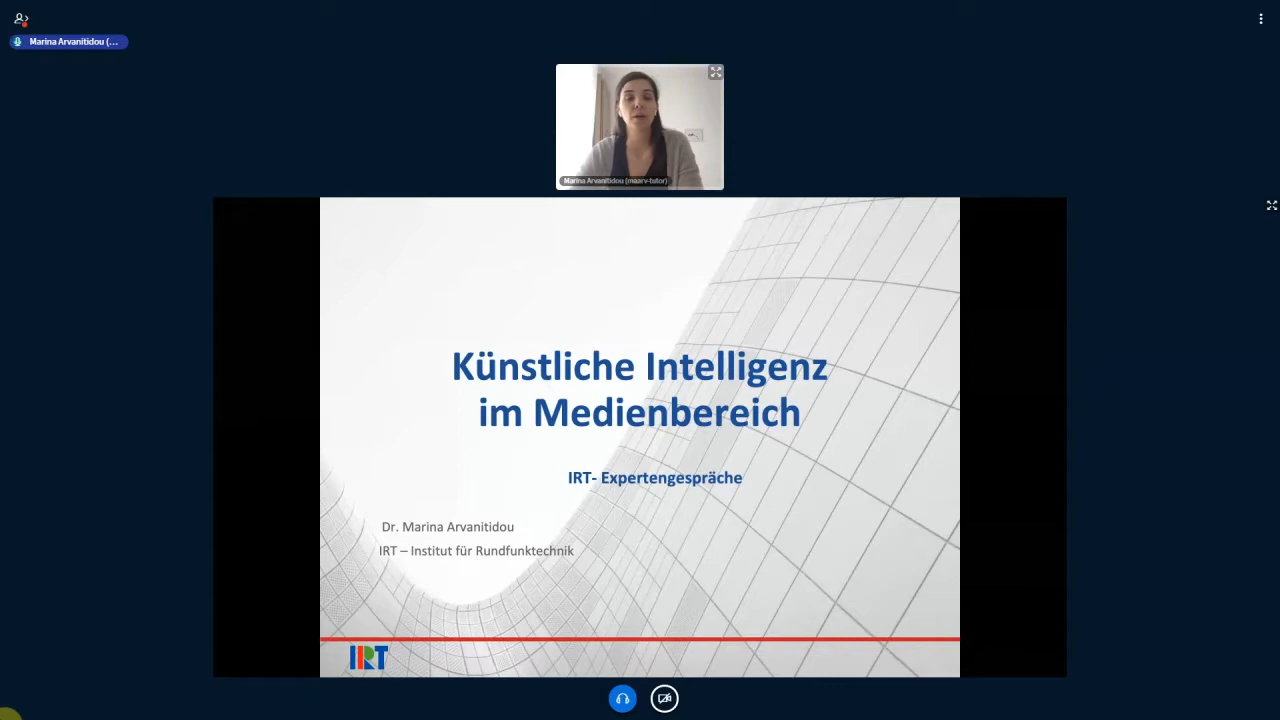 Marina Arvanitidou (...
Marina Arvanitidou (maarv-tutor)
Künstliche Intelligenz
im Medienbereich
IRT- Expertengespräche
Dr. Marina Arvanitidou
IRT – Institut für Rundfunktechnik
IRT